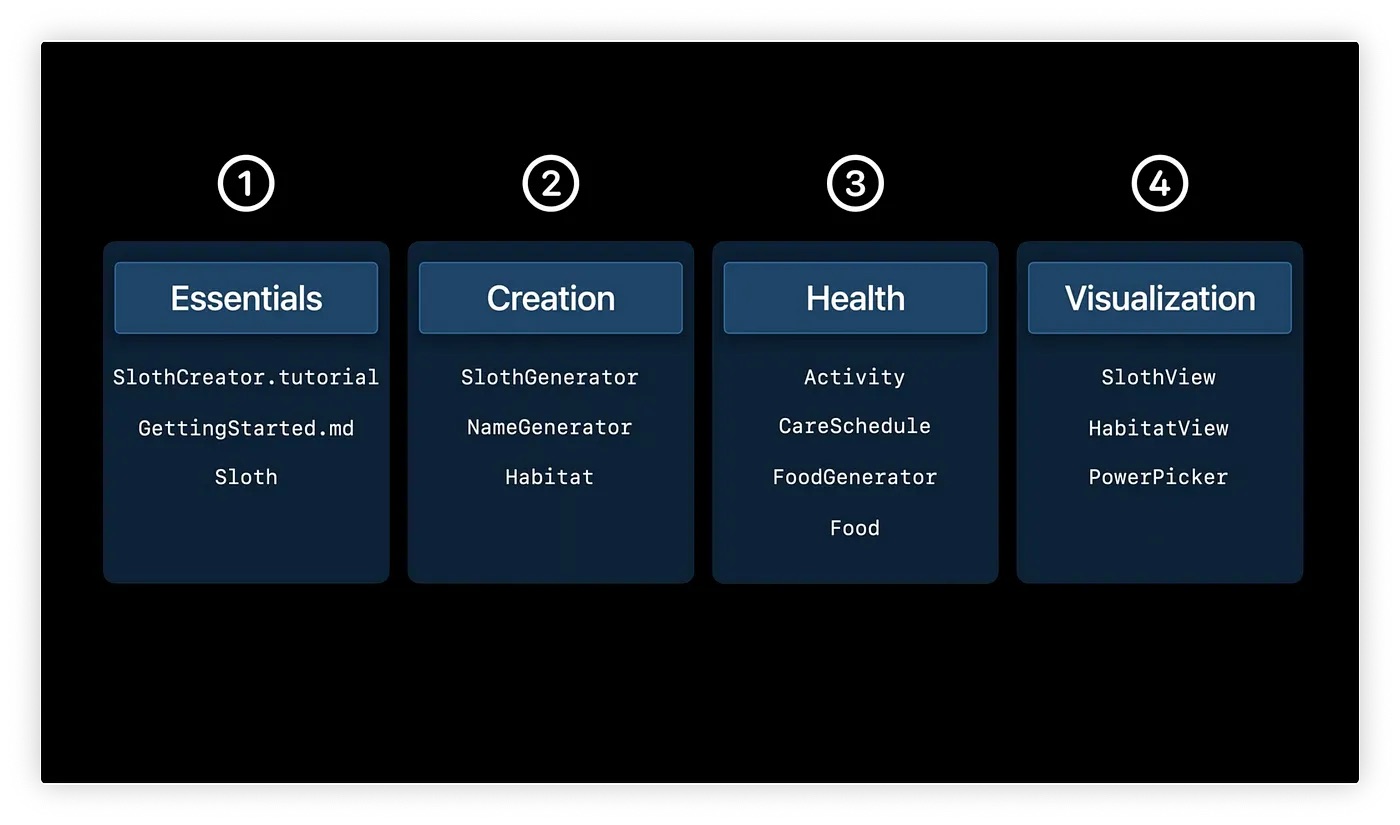 1
Essentials
SlothCreator.tutorial
GettingStarted.md
Sloth
2
Creation
SlothGenerator
NameGenerator
Habitat
3
Health
Activity
CareSchedule
FoodGenerator
Food
4
Visualization
SlothView
HabitatView
PowerPicker